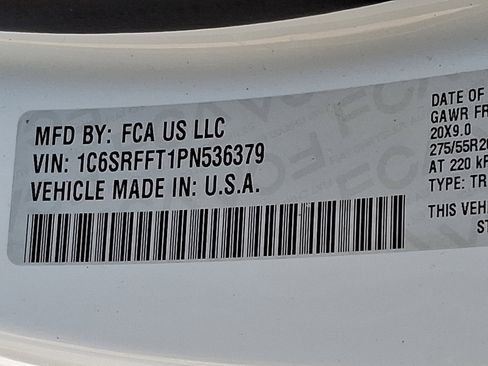 MFD BY: FCA US LLC
VIN: 1C6SRFFT1PN536379
VEHICLE MADE IN: U.S.A.
DATE OF
GAWR FR
20X9.0
275/55R20
AT 220 kP
TYPE: TR
THIS VEH
ST